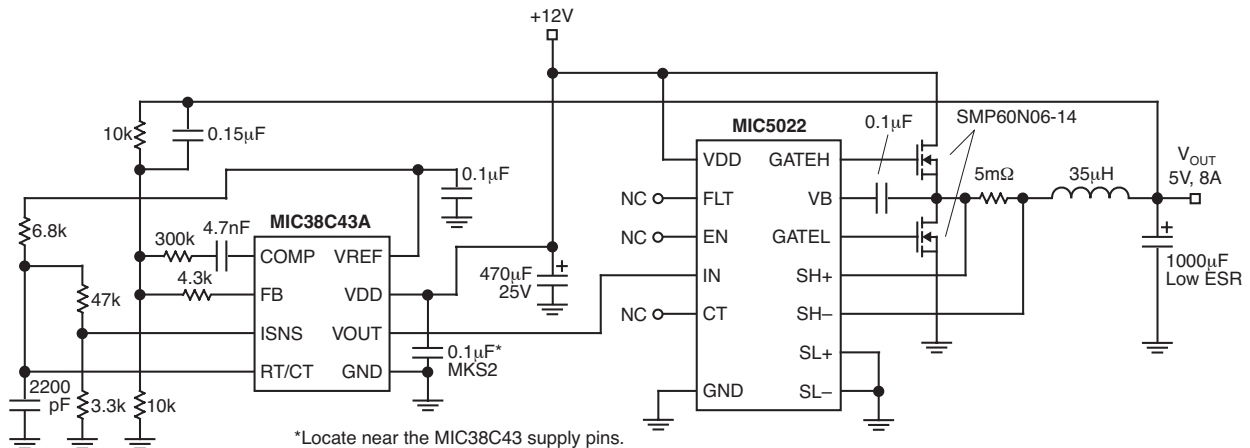 +12V
10k
0.15µF
0.1µF
MIC38C43A
6.8k
4.7nF
300k
4.3k
47k
COMP
FB
ISNS
RT/CT
VREF
VDD
VOUT
GND
2200
pF
3.3k
10k
0.1µF*
MKS2
470µF
25V
MIC5022
VDD
FLT
EN
IN
CT
GND
NC
NC
NC
GATEH
VB
GATEL
SH+
SH–
SL+
SL–
0.1µF
SMP60N06-14
5mΩ
35µH
VOUT
5V, 8A
1000µF
Low ESR
+
+
*Locate near the MIC38C43 supply pins.